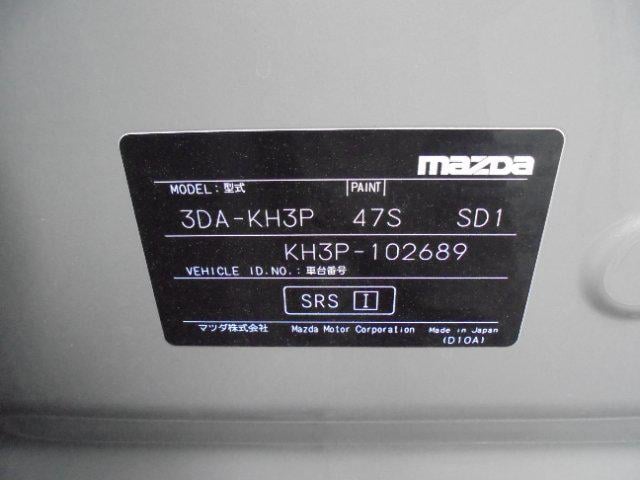 mazda
MODEL:型式 PAINT
3DA-KH3P 47S SD1
KH3P-102689
VEHICLE ID.NO.:車台番号
SRS I
マツダ株式会社 Mazda Motor Corporation Made in Japan
(D10A)